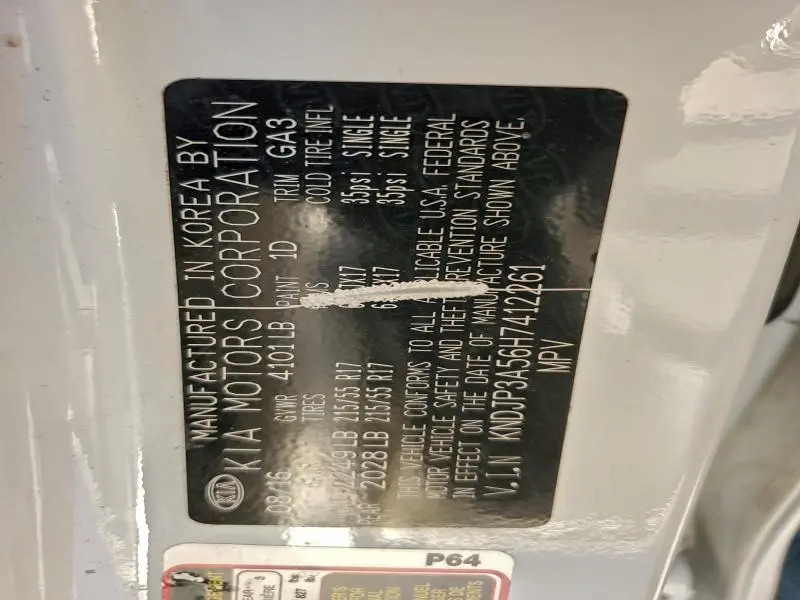 KIA
MANUFACTURED IN KOREA BY
KIA MOTORS CORPORATION
08/16 GVWR 4101 LB PAINT 1D TRIM GA3
TIRES COLD TIRE INFL
2249 LB 215/55 R17 35psi SINGLE
2028 LB 215/55 R17 35psi SINGLE
THIS VEHICLE CONFORMS TO ALL APPLICABLE U.S.A. FEDERAL
MOTOR VEHICLE SAFETY AND THEFT PREVENTION STANDARDS
IN EFFECT ON THE DATE OF MANUFACTURE SHOWN ABOVE.
V.I.N KNDJP3A56H7412261
MPV
P64